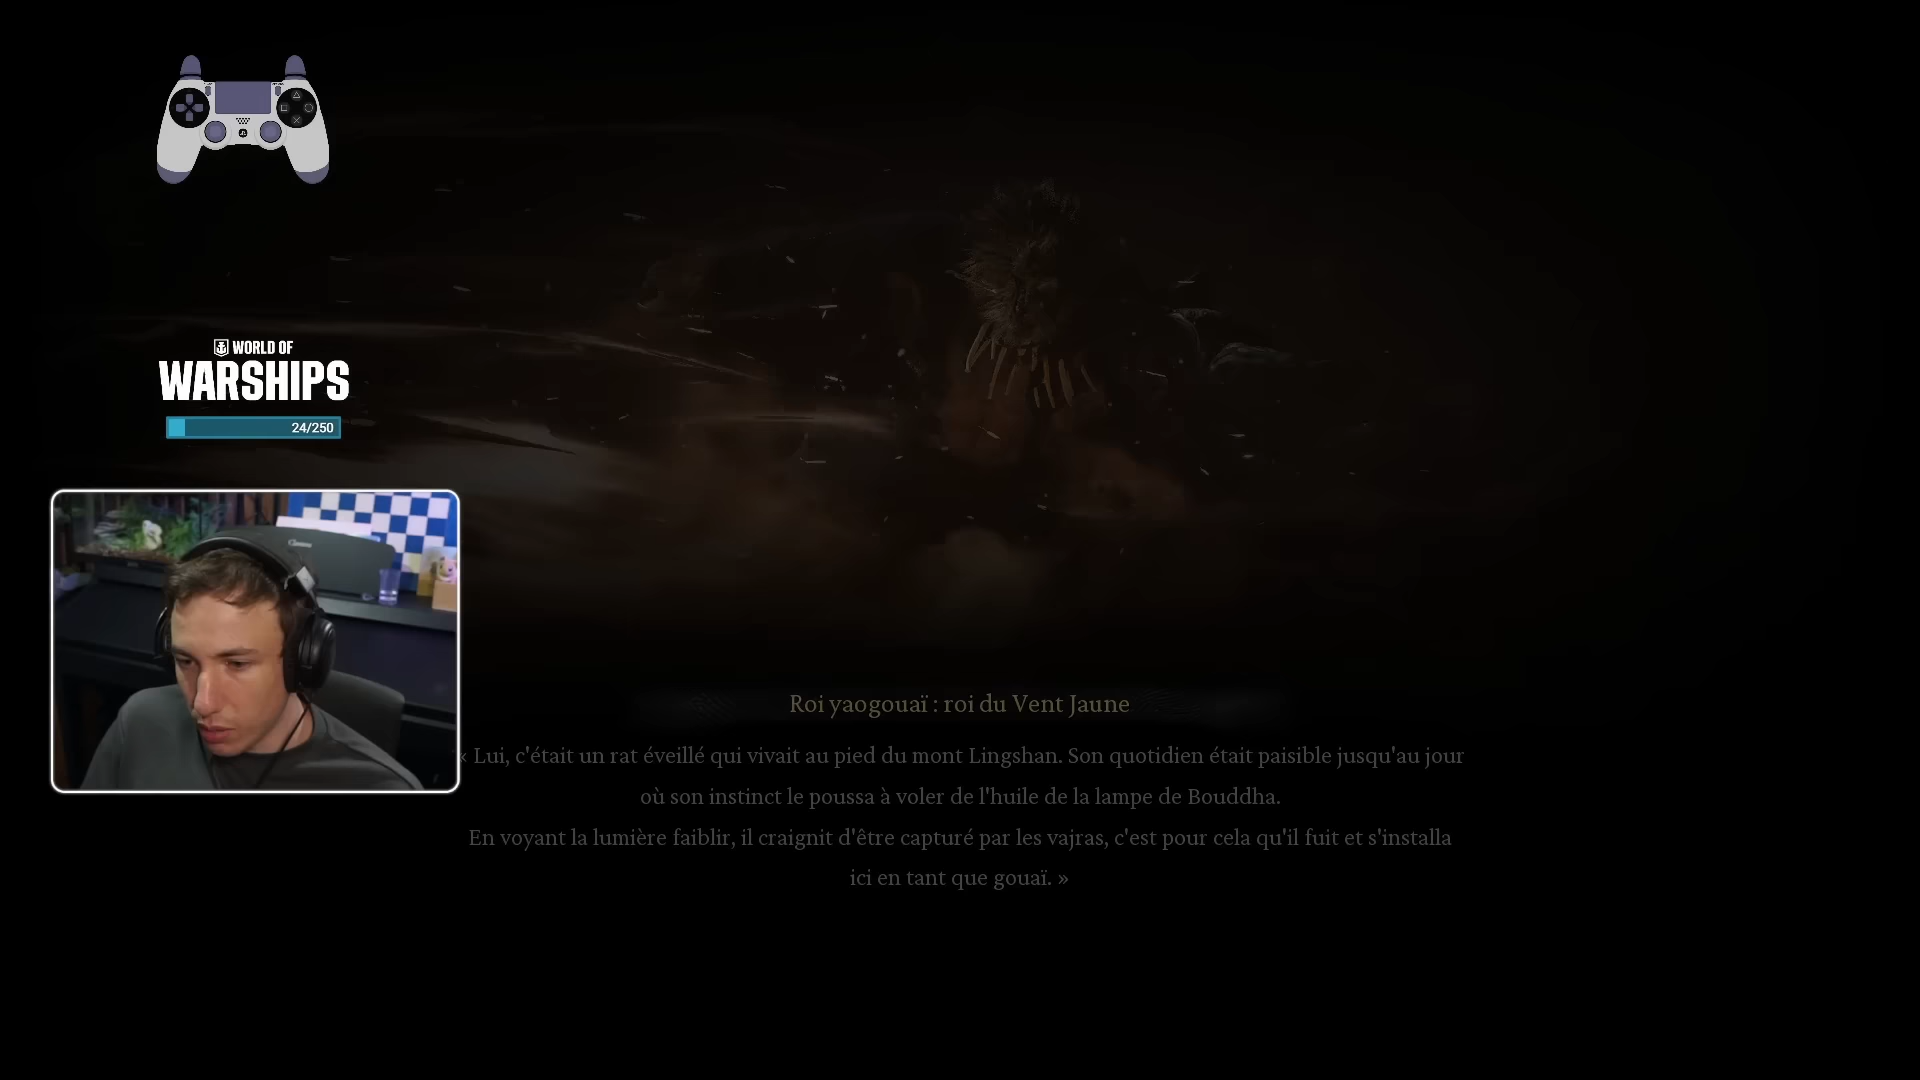 WORLD OF
WARSHIPS
24/250
Roi yaogouaï : roi du Vent Jaune
« Lui, c'était un rat éveillé qui vivait au pied du mont Lingshan. Son quotidien était paisible jusqu'au jour
où son instinct le poussa à voler de l'huile de la lampe de Bouddha.
En voyant la lumière faiblir, il craignit d'être capturé par les vajras, c'est pour cela qu'il fuit et s'installa
ici en tant que gouaï. »